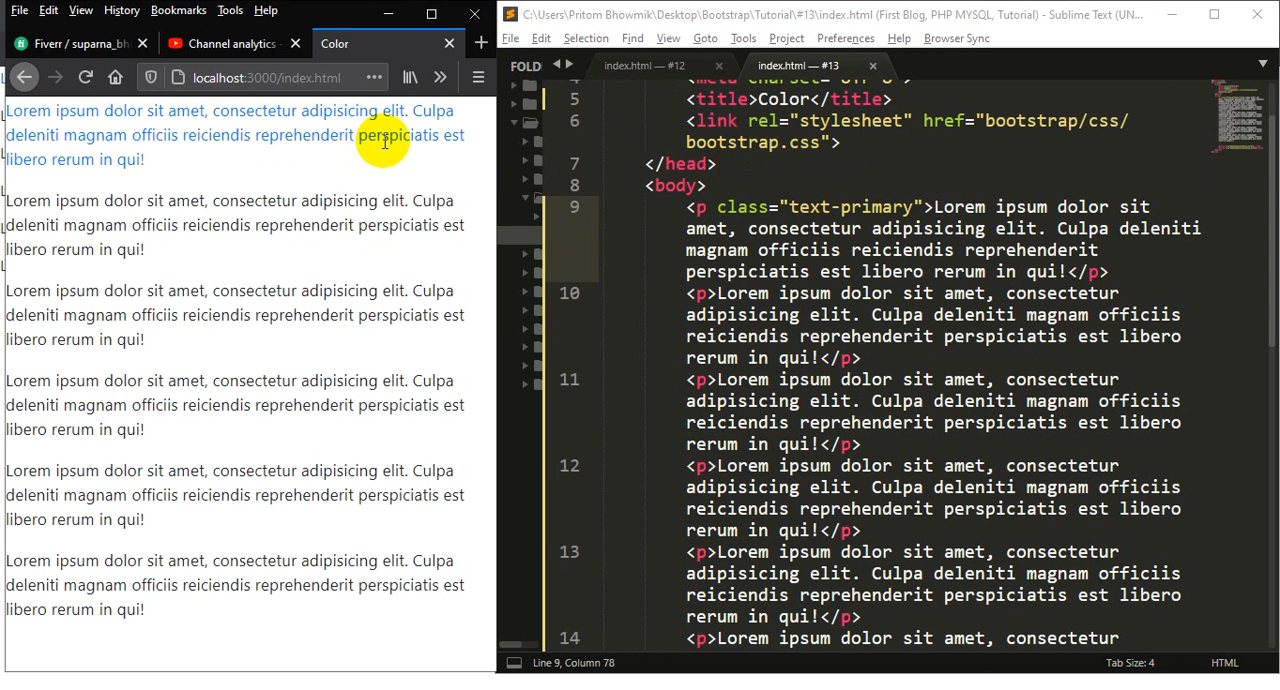 File Edit View History Bookmarks Tools Help
Fiverr / suparna_bh
Channel analytics -
Color
localhost:3000/index.html
Lorem ipsum dolor sit amet, consectetur adipisicing elit. Culpa
deleniti magnam officiis reiciendis reprehenderit perspiciatis est
libero rerum in qui!
Lorem ipsum dolor sit amet, consectetur adipisicing elit. Culpa
deleniti magnam officiis reiciendis reprehenderit perspiciatis est
libero rerum in qui!
Lorem ipsum dolor sit amet, consectetur adipisicing elit. Culpa
deleniti magnam officiis reiciendis reprehenderit perspiciatis est
libero rerum in qui!
Lorem ipsum dolor sit amet, consectetur adipisicing elit. Culpa
deleniti magnam officiis reiciendis reprehenderit perspiciatis est
libero rerum in qui!
Lorem ipsum dolor sit amet, consectetur adipisicing elit. Culpa
deleniti magnam officiis reiciendis reprehenderit perspiciatis est
libero rerum in qui!
Lorem ipsum dolor sit amet, consectetur adipisicing elit. Culpa
deleniti magnam officiis reiciendis reprehenderit perspiciatis est
libero rerum in qui!
C:\Users\Pritom Bhowmik\Desktop\Bootstrap\Tutorial\#13\index.html (First Blog, PHP MYSQL, Tutorial) - Sublime Text (UN...
File Edit Selection Find View Goto Tools Project Preferences Help Browser Sync
FOLD
index.html — #12
index.html — #13
4 <meta charset="utf-8">
5 <title>Color</title>
6 <link rel="stylesheet" href="bootstrap/css/
bootstrap.css">
7 </head>
8 <body>
9 <p class="text-primary">Lorem ipsum dolor sit
amet, consectetur adipisicing elit. Culpa deleniti
magnam officiis reiciendis reprehenderit
perspiciatis est libero rerum in qui!</p>
10 <p>Lorem ipsum dolor sit amet, consectetur
adipisicing elit. Culpa deleniti magnam officiis
reiciendis reprehenderit perspiciatis est libero
rerum in qui!</p>
11 <p>Lorem ipsum dolor sit amet, consectetur
adipisicing elit. Culpa deleniti magnam officiis
reiciendis reprehenderit perspiciatis est libero
rerum in qui!</p>
12 <p>Lorem ipsum dolor sit amet, consectetur
adipisicing elit. Culpa deleniti magnam officiis
reiciendis reprehenderit perspiciatis est libero
rerum in qui!</p>
13 <p>Lorem ipsum dolor sit amet, consectetur
adipisicing elit. Culpa deleniti magnam officiis
reiciendis reprehenderit perspiciatis est libero
rerum in qui!</p>
14 <p>Lorem ipsum dolor sit amet, consectetur
Line 9, Column 78
Tab Size: 4
HTML